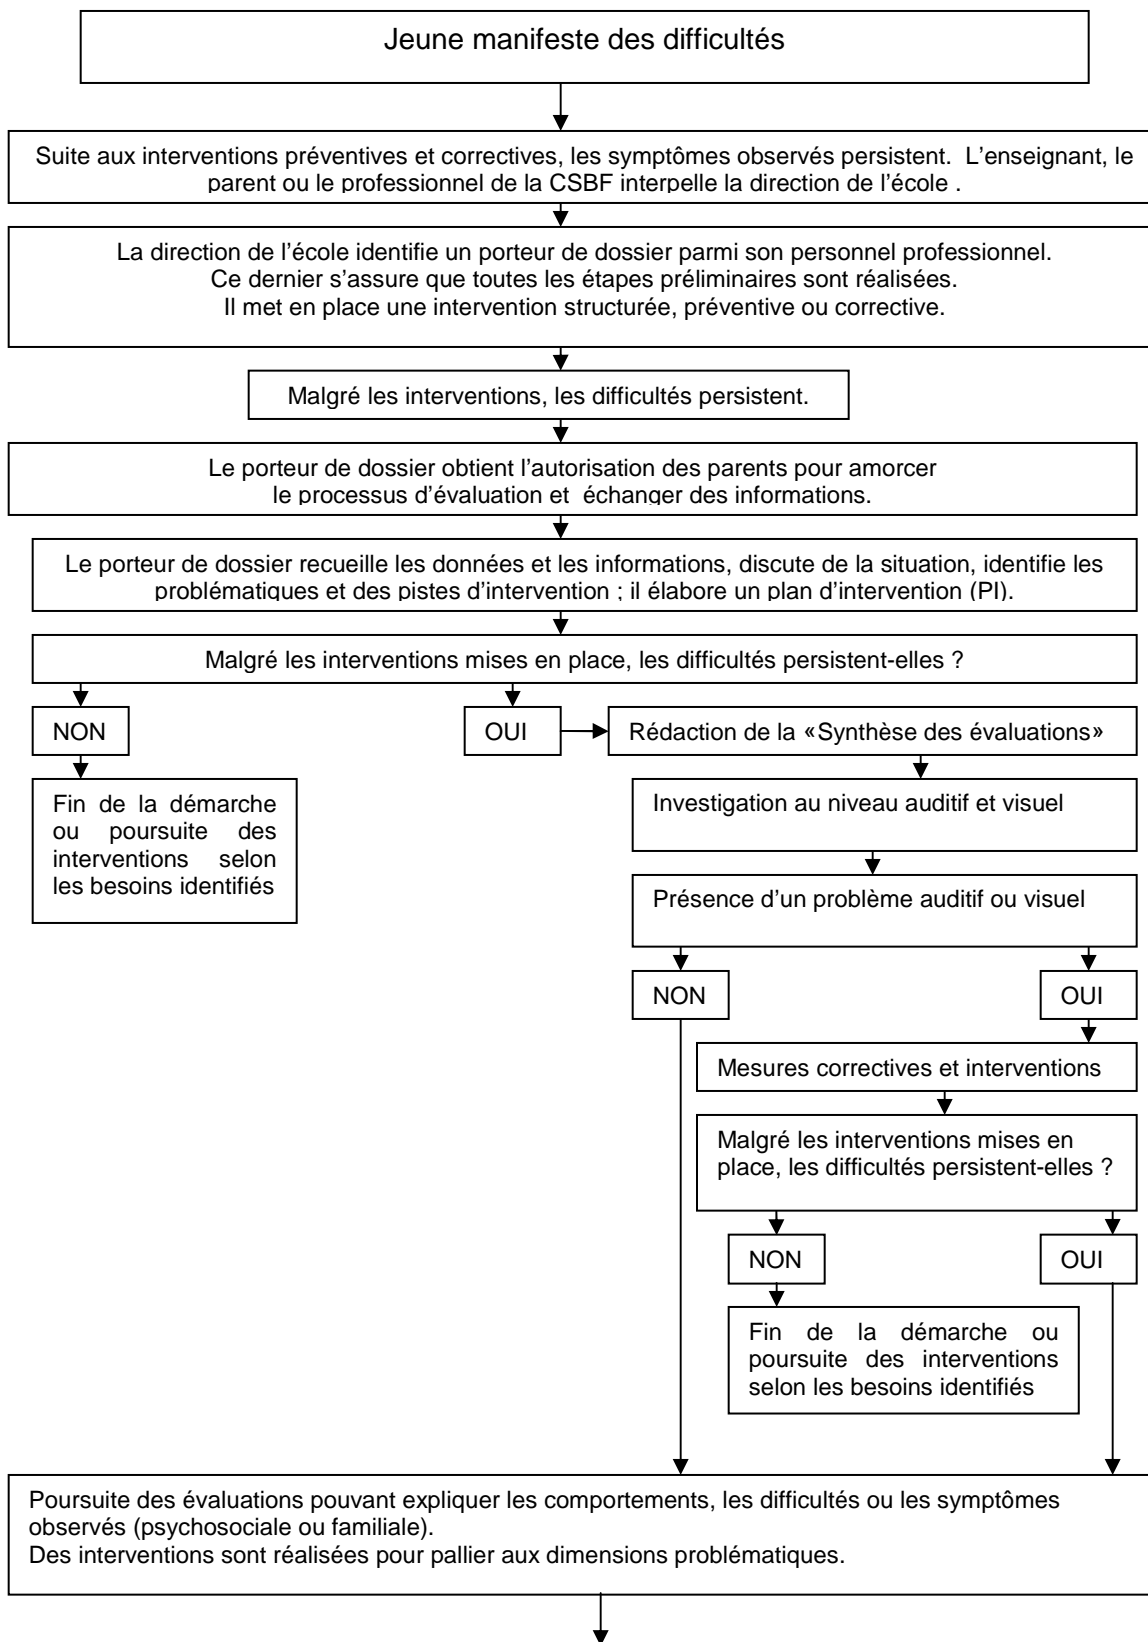 Jeune manifeste des difficultés
Suite aux interventions préventives et correctives, les symptômes observés persistent. L'enseignant, le
parent ou le professionnel de la CSBF interpelle la direction de l'école .
La direction de l'école identifie un porteur de dossier parmi son personnel professionnel.
Ce dernier s'assure que toutes les étapes préliminaires sont réalisées.
Il met en place une intervention structurée, préventive ou corrective.
Malgré les interventions, les difficultés persistent.
Le porteur de dossier obtient l'autorisation des parents pour amorcer
le processus d'évaluation et échanger des informations.
Le porteur de dossier recueille les données et les informations, discute de la situation, identifie les
problématiques et des pistes d'intervention ; il élabore un plan d'intervention (PI).
Malgré les interventions mises en place, les difficultés persistent-elles ?
NON
OUI
Rédaction de la «Synthèse des évaluations»
Fin de la démarche
ou poursuite des
interventions selon
les besoins identifiés
Investigation au niveau auditif et visuel
Présence d'un problème auditif ou visuel
NON
OUI
Mesures correctives et interventions
Malgré les interventions mises en
place, les difficultés persistent-elles ?
NON
OUI
Fin de la démarche ou
poursuite des interventions
selon les besoins identifiés
Poursuite des évaluations pouvant expliquer les comportements, les difficultés ou les symptômes
observés (psychosociale ou familiale).
Des interventions sont réalisées pour pallier aux dimensions problématiques.